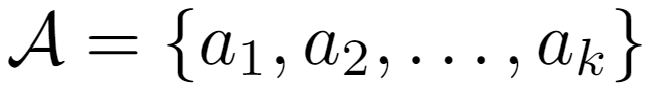 𝒜 = {a₁, a₂, . . . , aₖ}